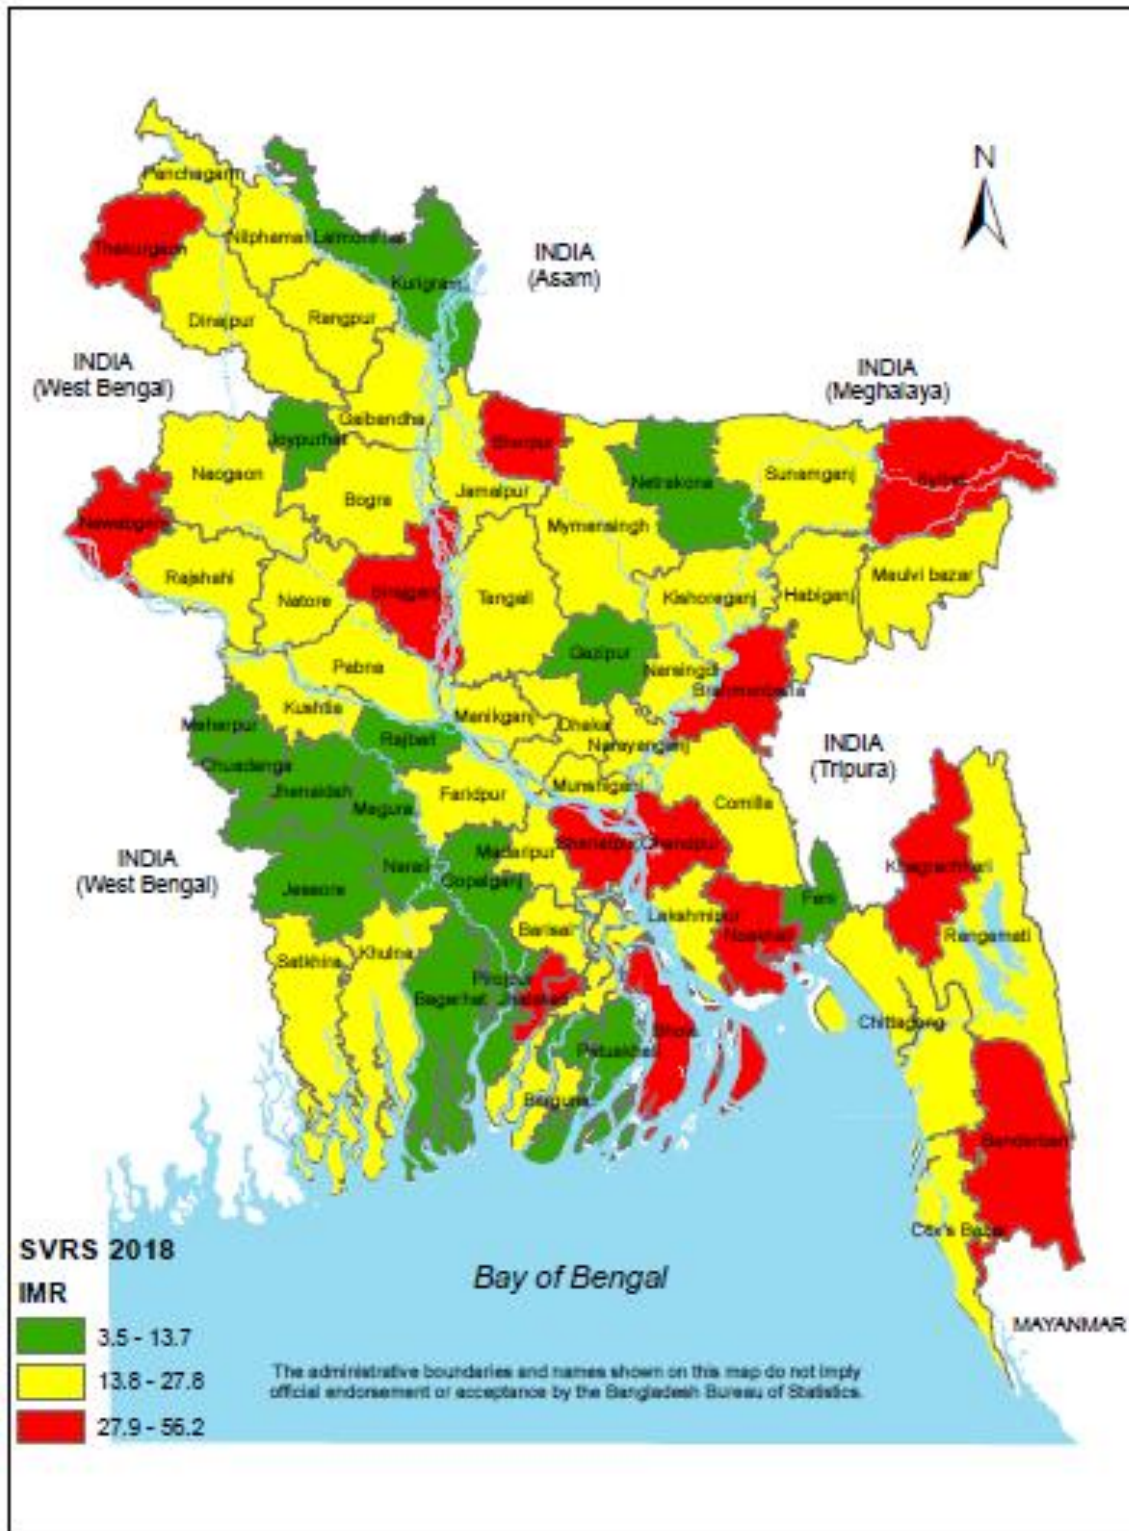 N
Panchagarh
Thakurgaon
Nilphamari
Lalmonirhat
INDIA
(Asam)
Kurigram
Dinajpur
Rangpur
INDIA
(West Bengal)
INDIA
(Meghalaya)
Gaibandha
Joypurhat
Sherpur
Naogaon
Netrakona
Sunamganj
Sylhet
Bogra
Jamalpur
Mymensingh
Rajshahi
Natore
Sirajganj
Tangail
Kishoreganj
Habiganj
Maulvi bazar
Gazipur
Pabna
Narsingdi
Kushtia
Manikganj
Dhaka
Meharpur
Rajbari
Narayanganj
INDIA
(Tripura)
Chuadanga
Jhenaidah
Munshiganj
Magura
Faridpur
Comilla
INDIA
(West Bengal)
Shariatpur
Chandpur
Madaripur
Narail
Gopalganj
Khagrachhari
Jessore
Feni
Lakshmipur
Barisal
Noakhali
Rangamati
Satkhira
Khulna
Pirojpur
Bagerhat
Jhalokati
Chittagong
Bhola
Patuakhali
Barguna
Bandarban
Cox's Bazar
SVRS 2018
IMR
Bay of Bengal
3.5 - 13.7
MAYANMAR
13.8 - 27.8
The administrative boundaries and names shown on this map do not imply
official endorsement or acceptance by the Bangladesh Bureau of Statistics.
27.9 - 56.2